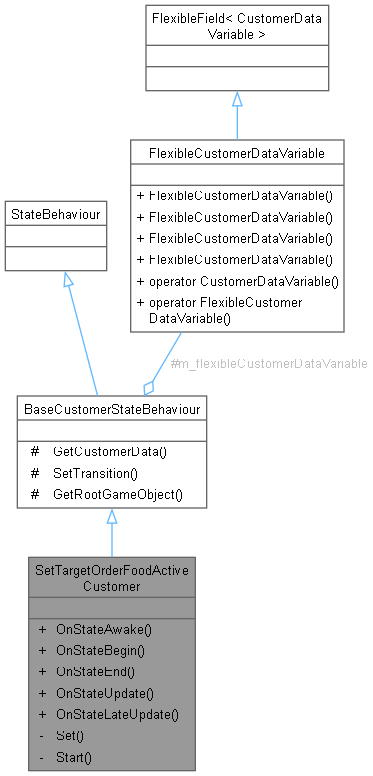 FlexibleField< CustomerData
Variable >
FlexibleCustomerDataVariable
+ FlexibleCustomerDataVariable()
+ FlexibleCustomerDataVariable()
+ FlexibleCustomerDataVariable()
+ FlexibleCustomerDataVariable()
+ operator CustomerDataVariable()
+ operator FlexibleCustomer
DataVariable()
StateBehaviour
#m_flexibleCustomerDataVariable
BaseCustomerStateBehaviour
# GetCustomerData()
# SetTransition()
# GetRootGameObject()
SetTargetOrderFoodActive
Customer
+ OnStateAwake()
+ OnStateBegin()
+ OnStateEnd()
+ OnStateUpdate()
+ OnStateLateUpdate()
- Set()
- Start()